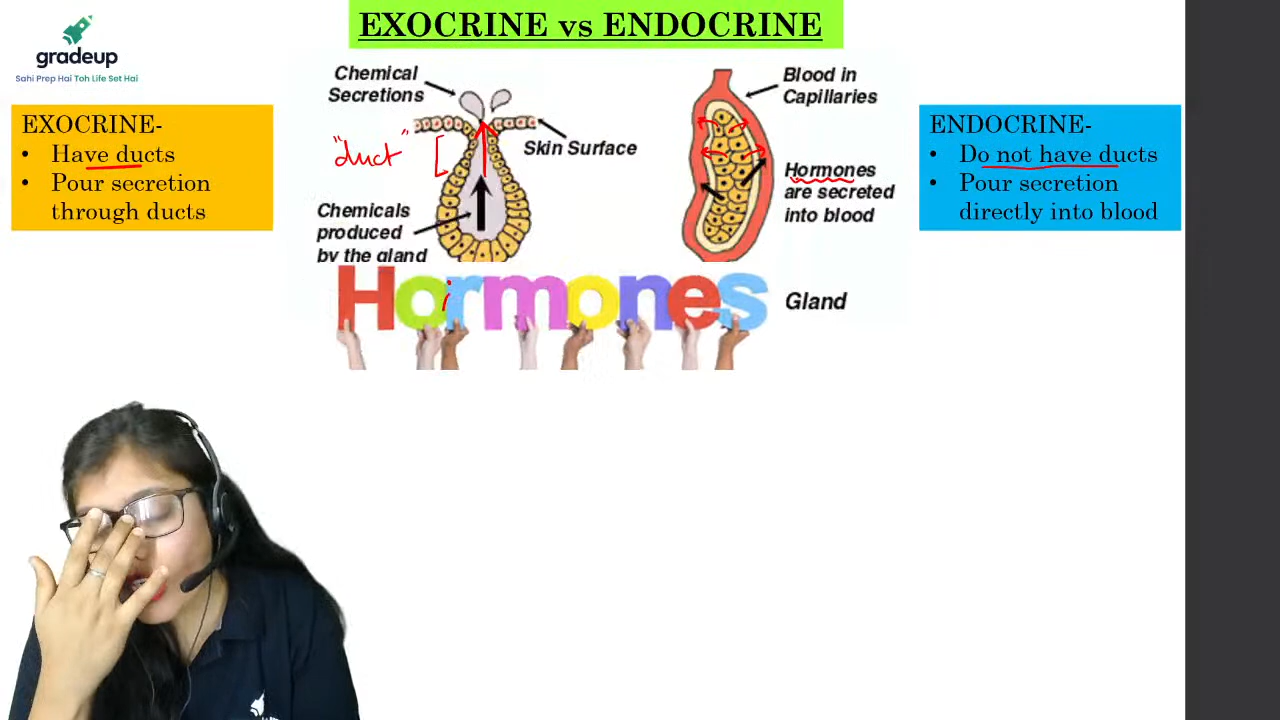 EXOCRINE vs ENDOCRINE
gradeup
Sahi Prep Hai Toh Life Set Hai
EXOCRINE-
• Have ducts
• Pour secretion
through ducts
Chemical
Secretions
"duct"
Skin Surface
Chemicals
produced
by the gland
Blood in
Capillaries
Hormones
are secreted
into blood
Gland
Hormones
ENDOCRINE-
• Do not have ducts
• Pour secretion
directly into blood